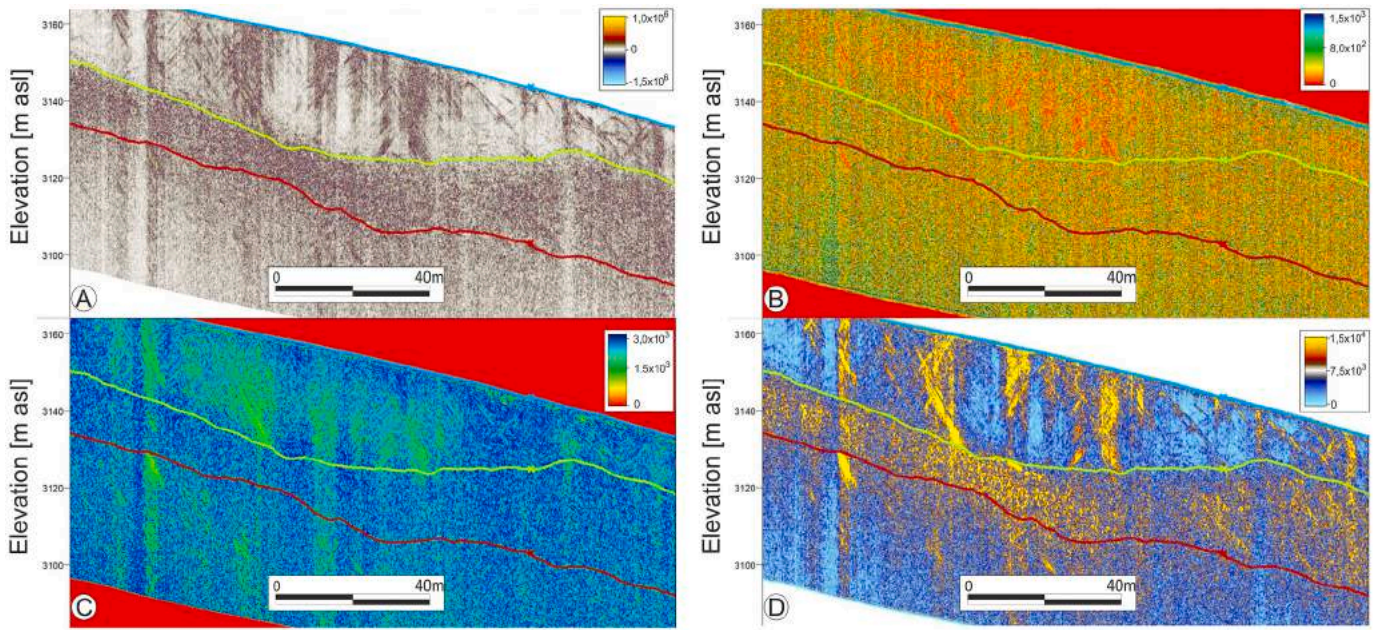 Elevation [m asl]
3160
3140
3120
3100
1,0x10⁶
0
-1,5x10⁶
0 40m
A
Elevation [m asl]
3160
3140
3120
3100
1,5x10³
8,0x10²
0
0 40m
B
Elevation [m asl]
3160
3140
3120
3100
3,0x10³
1.5x10³
0
0 40m
C
Elevation [m asl]
3160
3140
3120
3100
1,5x10⁴
7,5x10³
0
0 40m
D